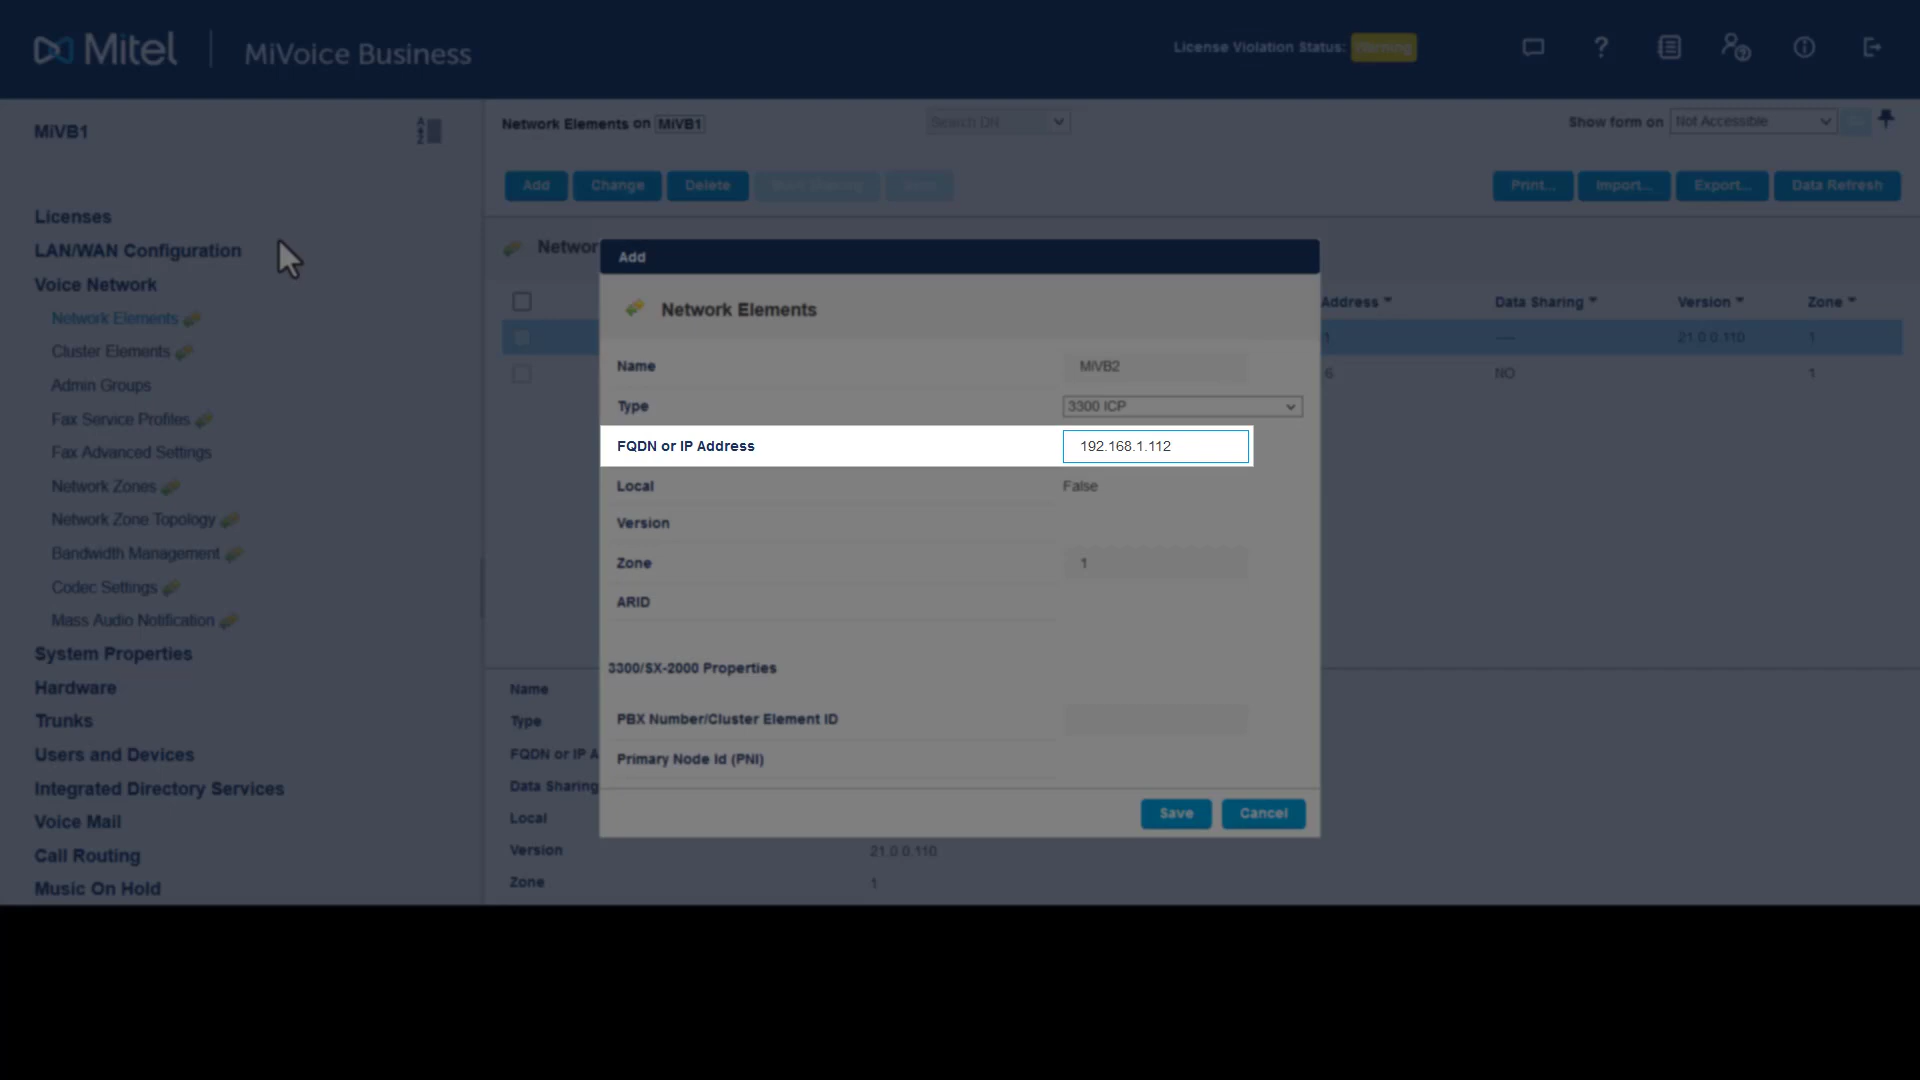 Mitel
MiVoice Business
License Violation Status: Warning
MiVB1
Network Elements on MiVB1
Search DN
Show form on Not Accessible
Add Change Delete
Print... Import... Export... Data Refresh
Licenses
LAN/WAN Configuration
Voice Network
Network Elements
Cluster Elements
Admin Groups
Fax Service Profiles
Fax Advanced Settings
Network Zones
Network Zone Topology
Bandwidth Management
Codec Settings
Mass Audio Notification
System Properties
Hardware
Trunks
Users and Devices
Integrated Directory Services
Voice Mail
Call Routing
Music On Hold
Networ
Address Data Sharing Version Zone
1 ---- 21.0.0.110 1
6 NO 1
Add
Network Elements
Name MiVB2
Type 3300 ICP
FQDN or IP Address 192.168.1.112
Local False
Version
Zone 1
ARID
3300/SX-2000 Properties
PBX Number/Cluster Element ID
Primary Node Id (PNI)
Save Cancel
Name
Type
FQDN or IP A
Data Sharing
Local
Version 21.0.0.110
Zone 1